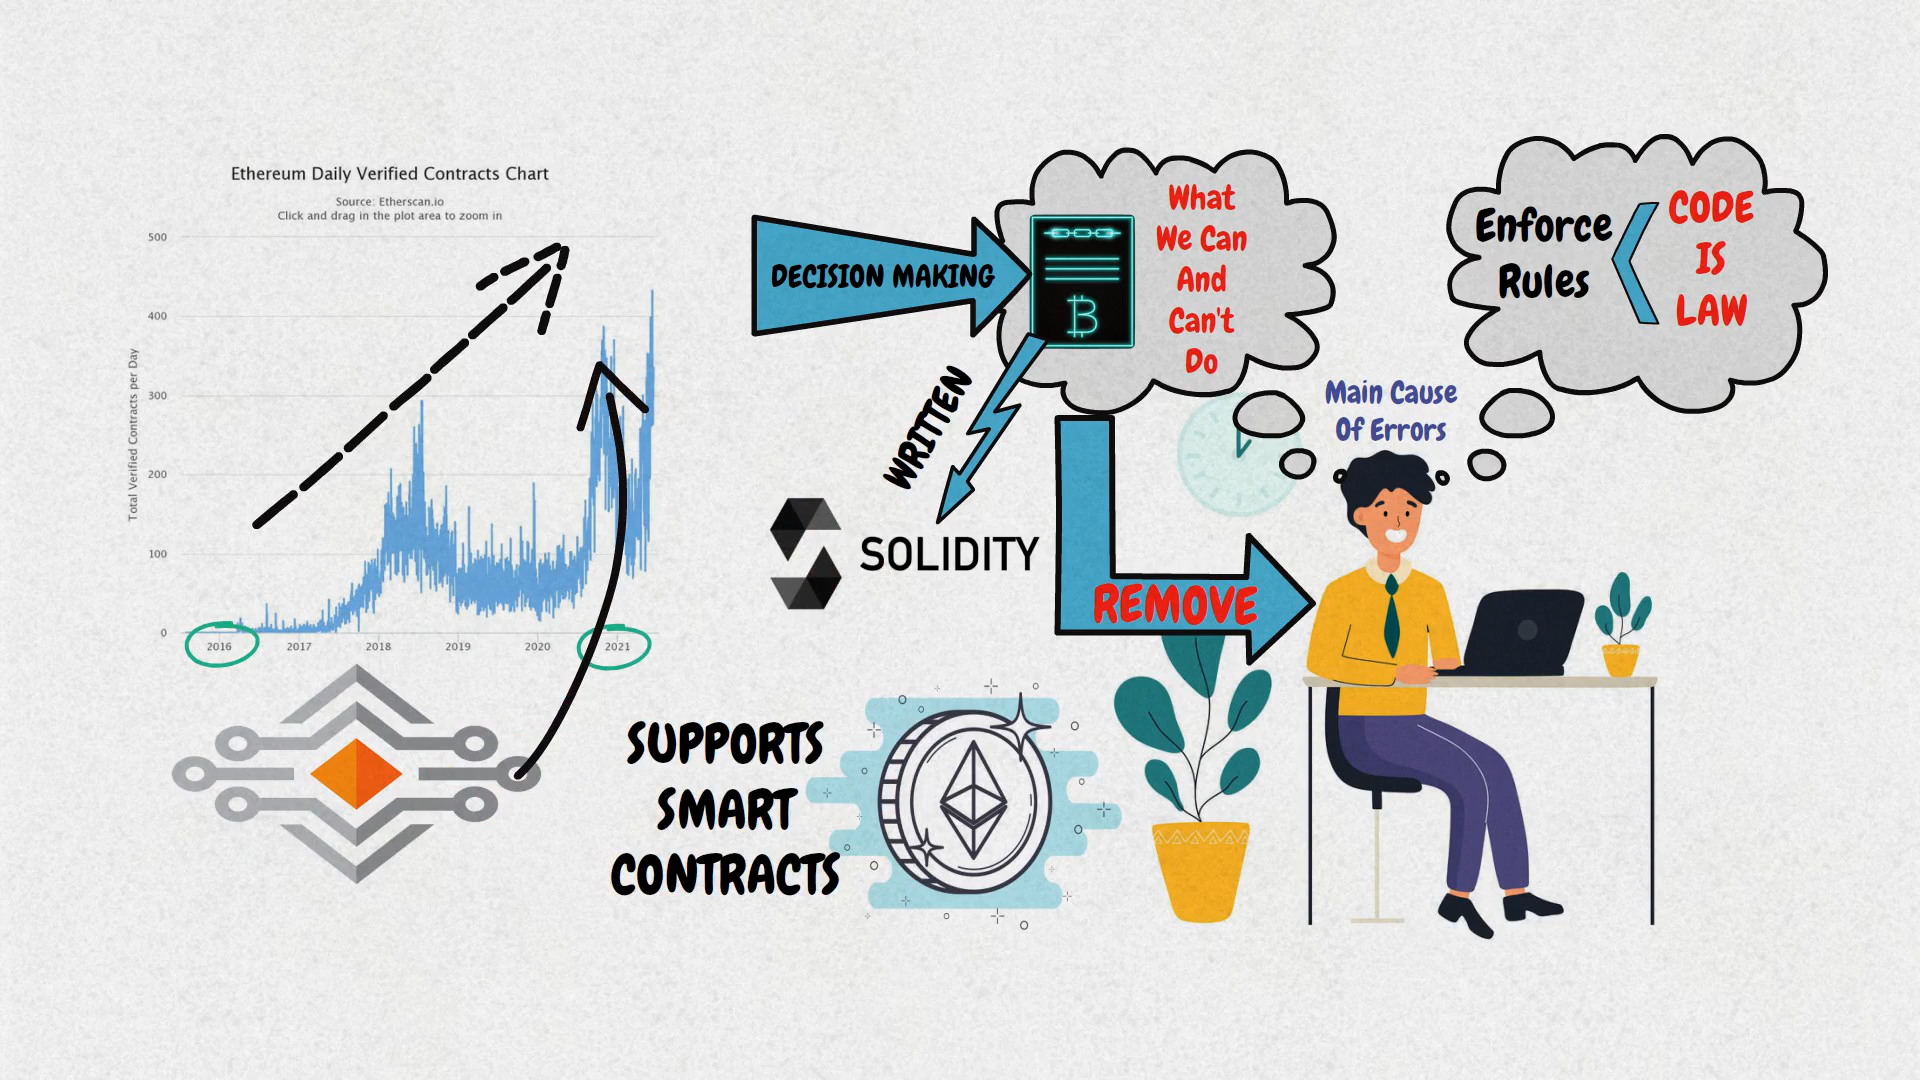 Ethereum Daily Verified Contracts Chart
Source: Etherscan.io
Click and drag in the plot area to zoom in
Total Verified Contracts per Day
500
400
300
200
100
0
2016 2017 2018 2019 2020 2021
DECISION MAKING
What
We Can
And
Can't
Do
Enforce
Rules
CODE
IS
LAW
Main Cause
Of Errors
WRITTEN
SOLIDITY
REMOVE
SUPPORTS
SMART
CONTRACTS